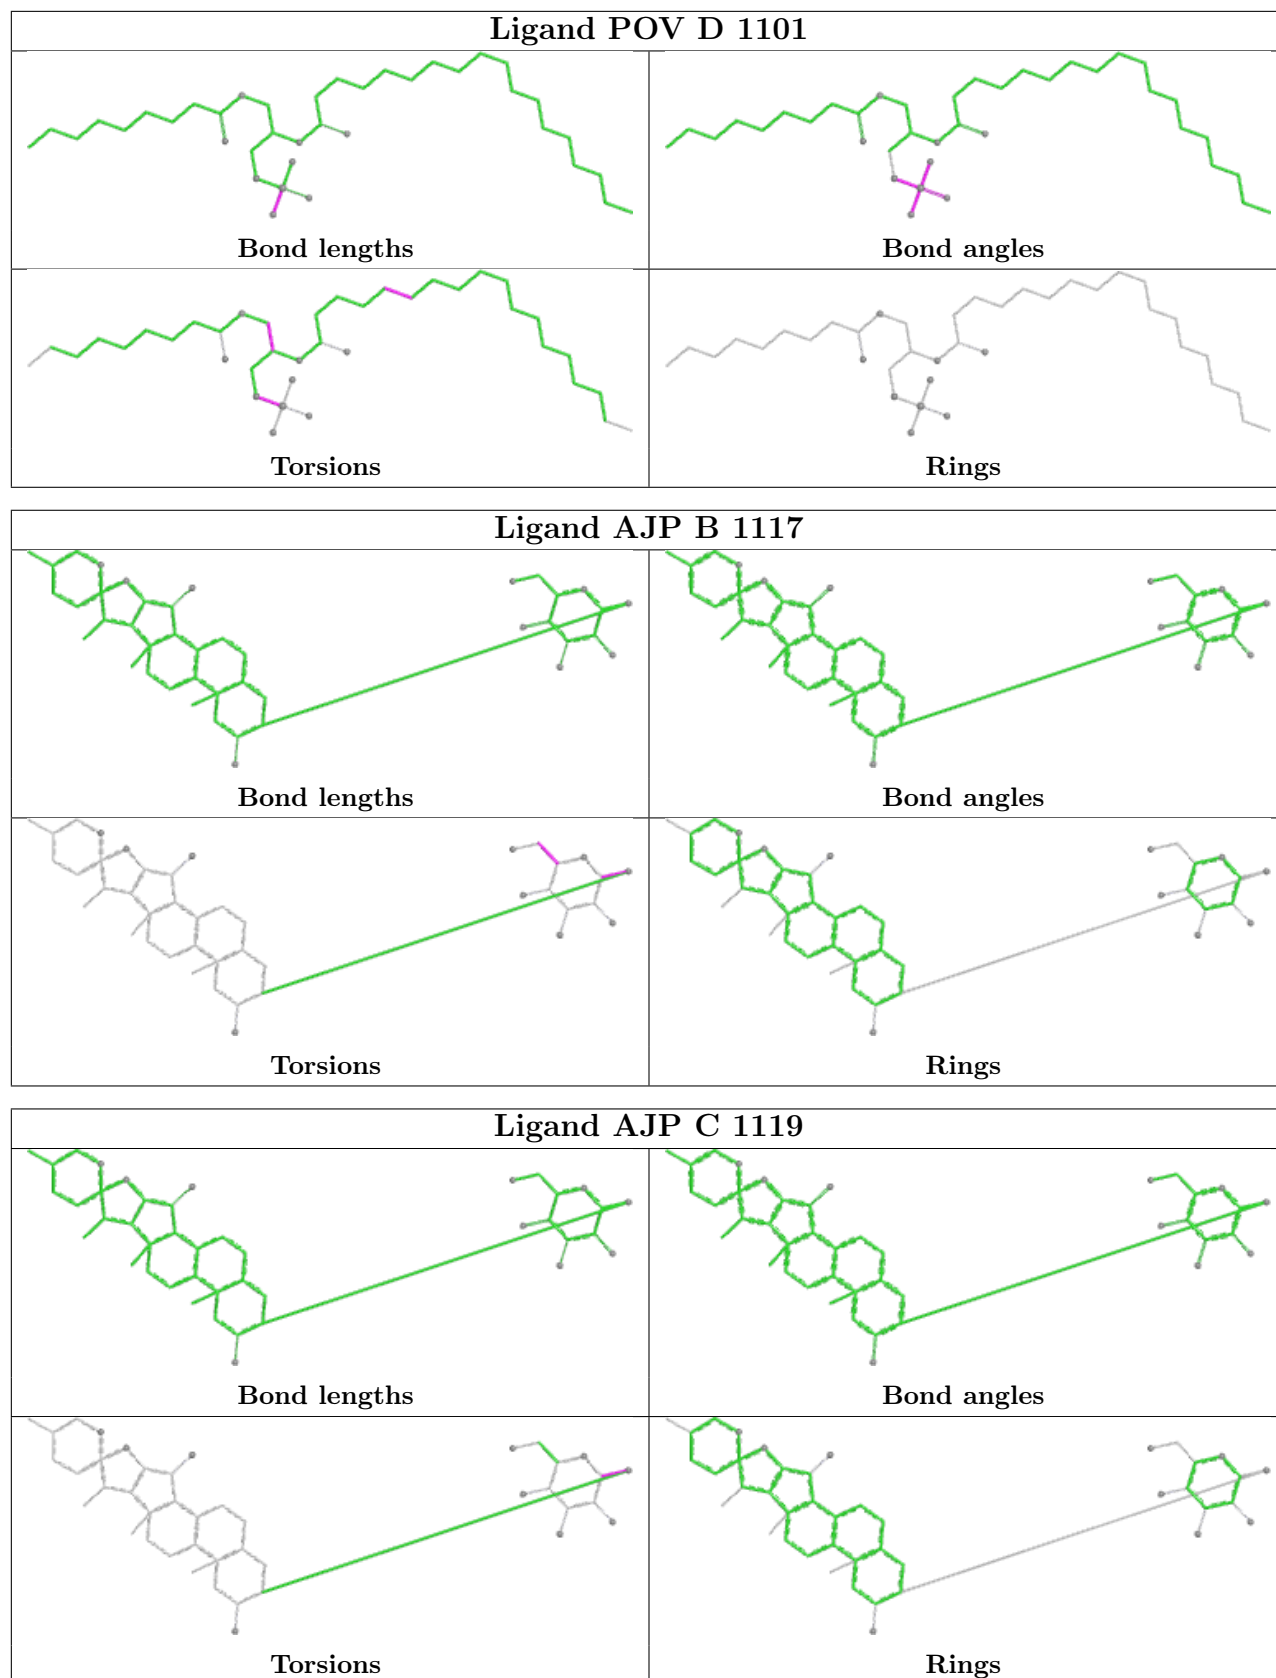 Ligand POV D 1101
Bond lengths
Bond angles
Torsions
Rings
Ligand AJP B 1117
Bond lengths
Bond angles
Torsions
Rings
Ligand AJP C 1119
Bond lengths
Bond angles
Torsions
Rings